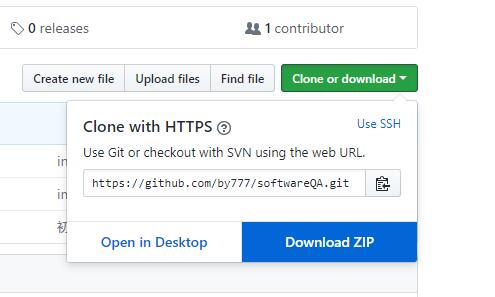 0 releases
1 contributor
Create new file
Upload files
Find file
Clone or download
Clone with HTTPS
Use SSH
Use Git or checkout with SVN using the web URL.
https://github.com/by777/softwareQA.git
in
in
初
Open in Desktop
Download ZIP